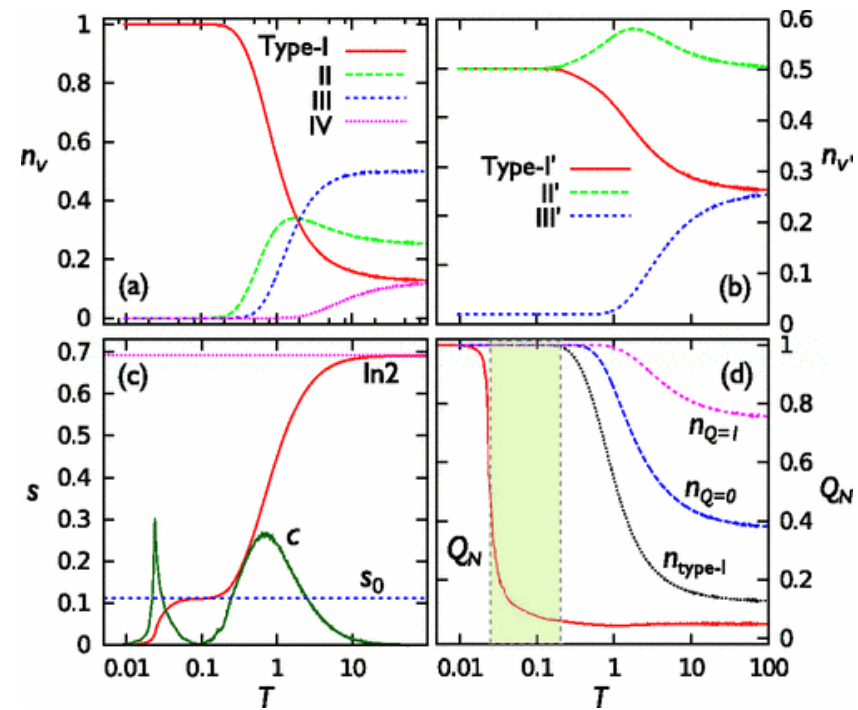 Type-I
II
III
IV
1
0.8
0.6
0.4
0.2
0
n_v
(a)
0.6
0.5
0.4
0.3
0.2
0.1
0
n_v'
Type-I'
II'
III'
(b)
0.7
0.6
0.5
0.4
0.3
0.2
0.1
0
s
(c)
ln2
c
s_0
0.01
0.1
1
10
T
(d)
1
0.8
0.6
0.4
0.2
0
Q_N
n_{Q=1}
n_{Q=0}
n_{type-I}
Q_N
0.01
0.1
1
10
100
T